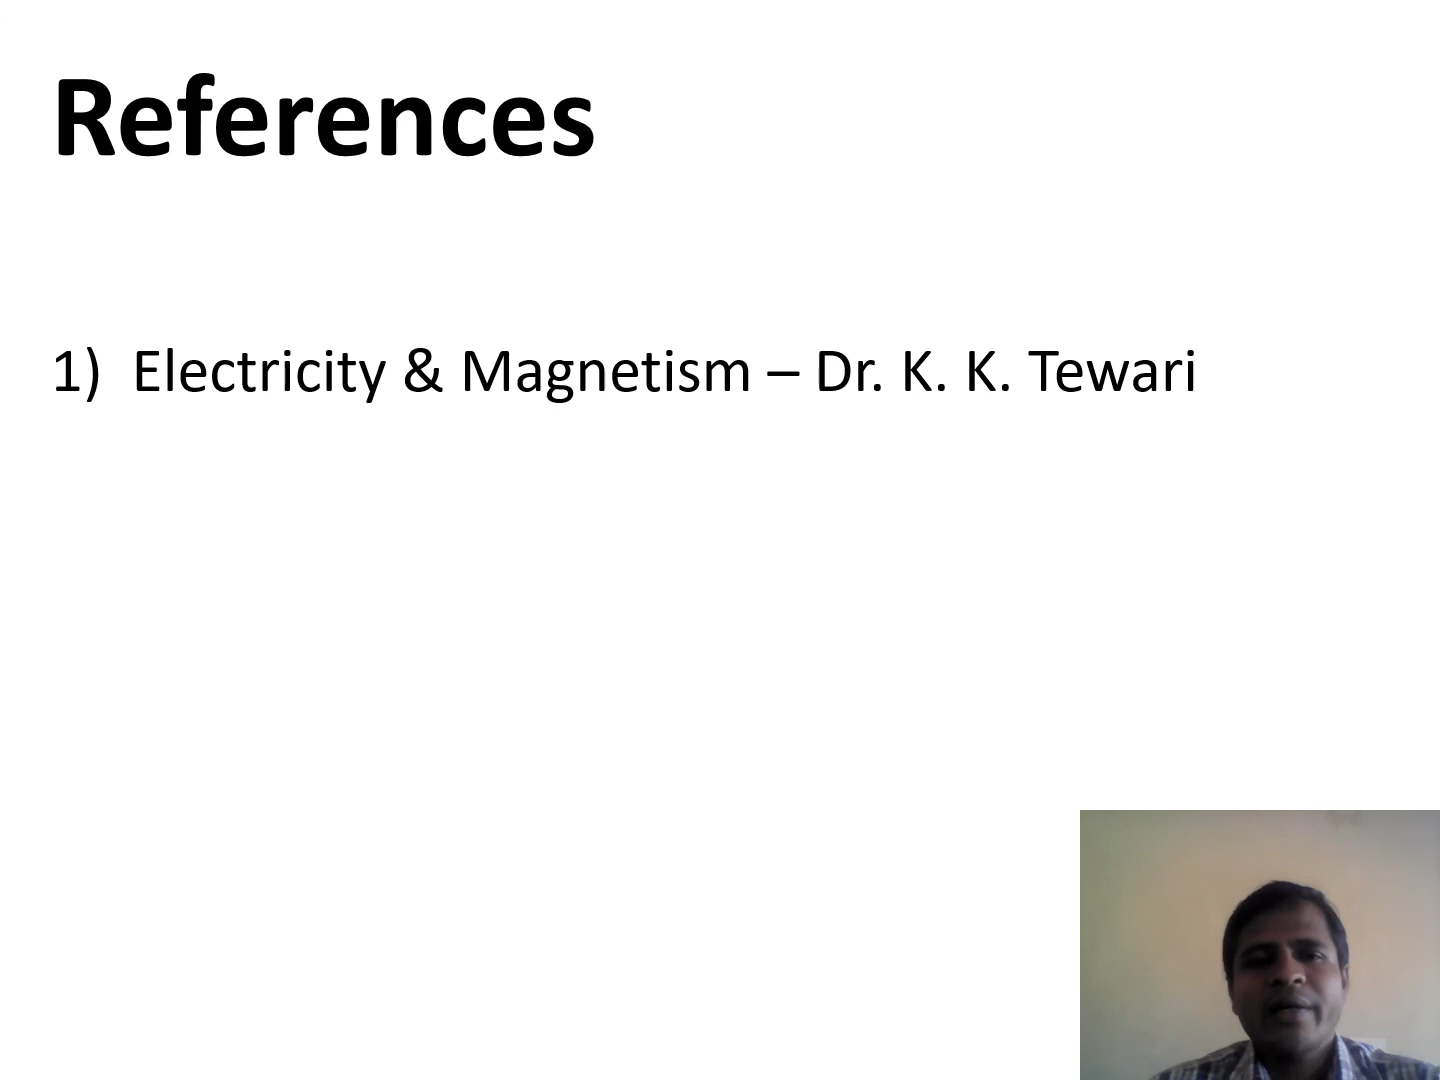 References
1) Electricity & Magnetism – Dr. K. K. Tewari